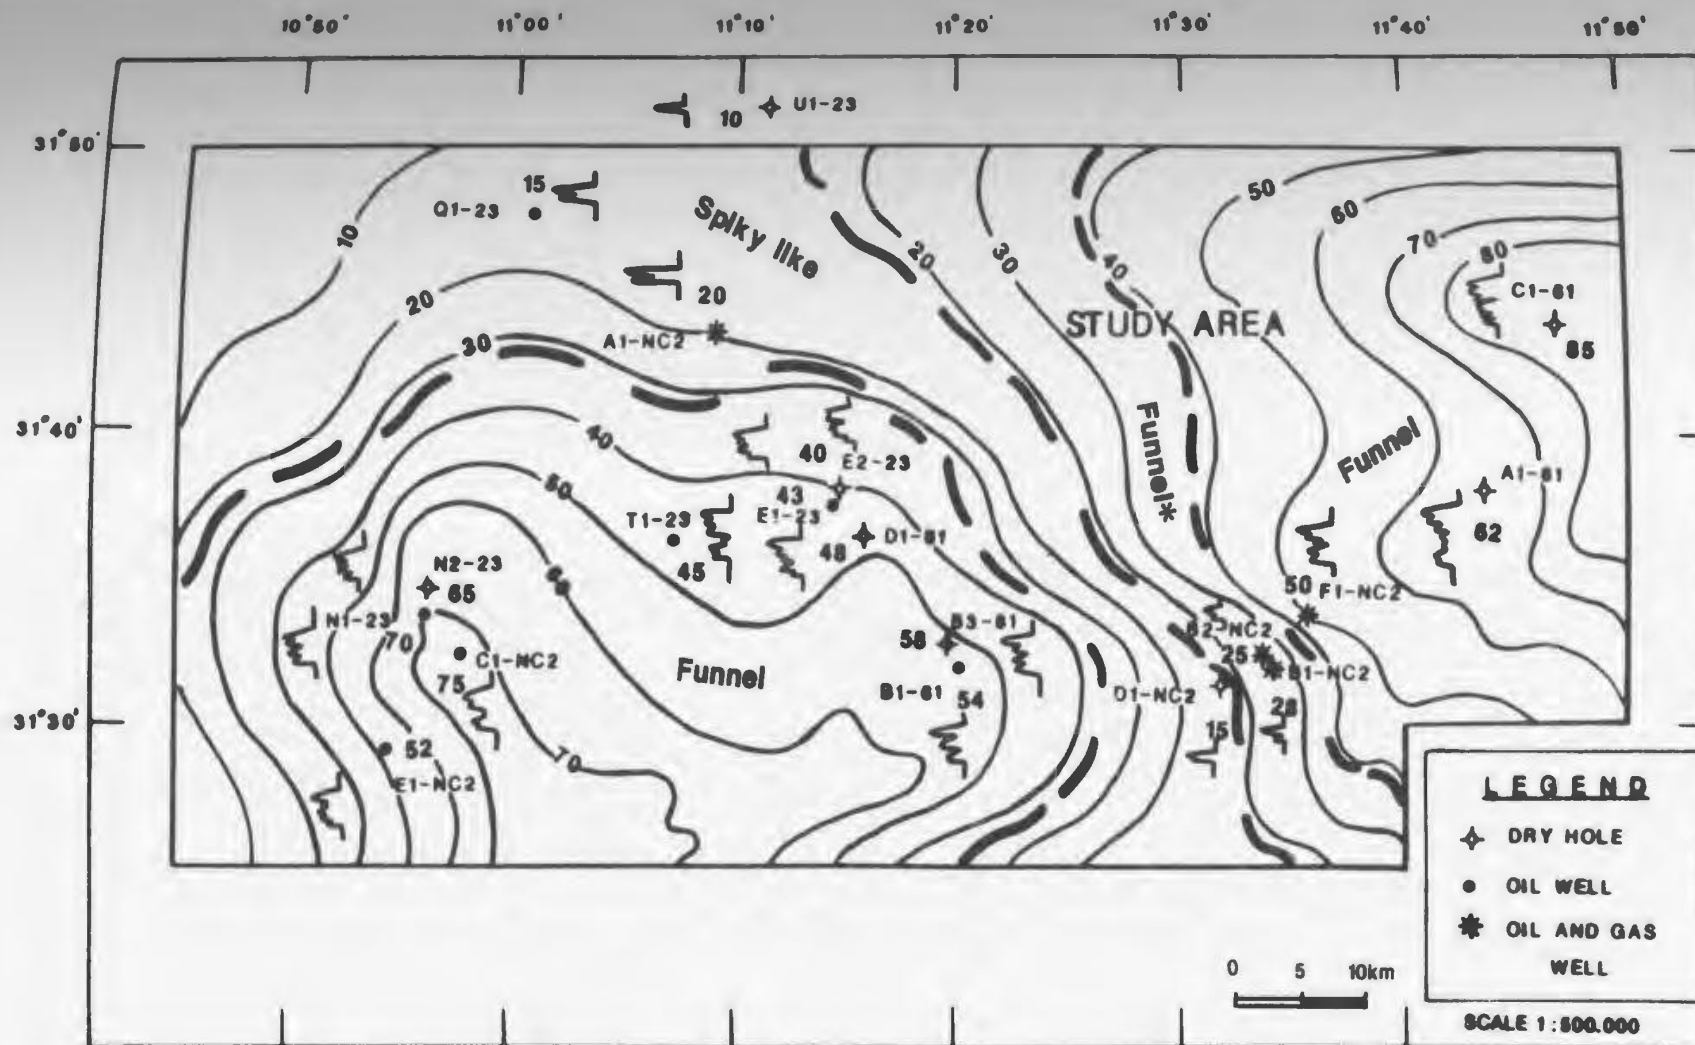 10°50' 11°00' 11°10' 11°20' 11°30' 11°40' 11°50'
10 U1-23
31°50'
15
Q1-23
Spiky like
10
20
20
30
40
50
60
70
80
C1-61
85
20
A1-NC2
STUDY AREA
30
31°40'
40
40
E2-23
Funnel*
Funnel
A1-61
62
50
43
E1-23
T1-23
45
48
D1-61
N2-23
65
60
50 F1-NC2
N1-23
70
C1-NC2
75
Funnel
58
B3-61
B1-61
54
B2-NC2
25
B1-NC2
D1-NC2
28
15
31°30'
52
E1-NC2
70
LEGEND
DRY HOLE
OIL WELL
OIL AND GAS
WELL
0 5 10km
SCALE 1:500.000